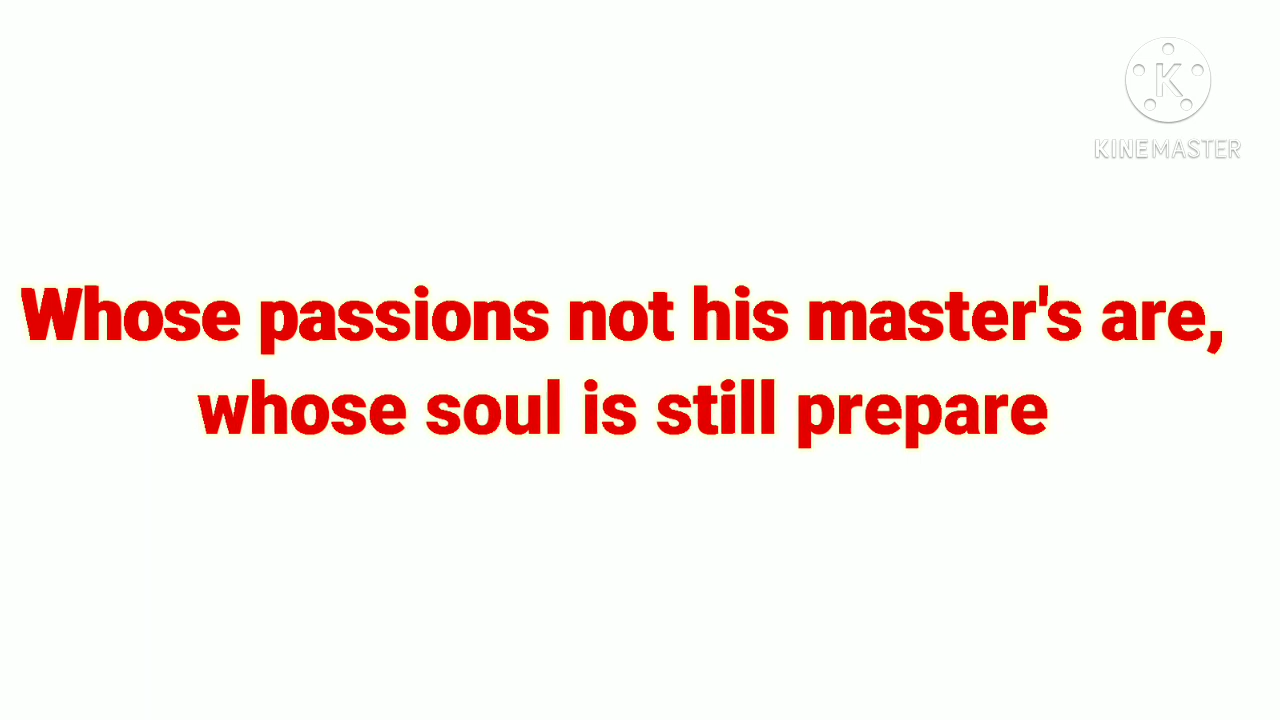 K
KINEMASTER
Whose passions not his master's are,
whose soul is still prepare